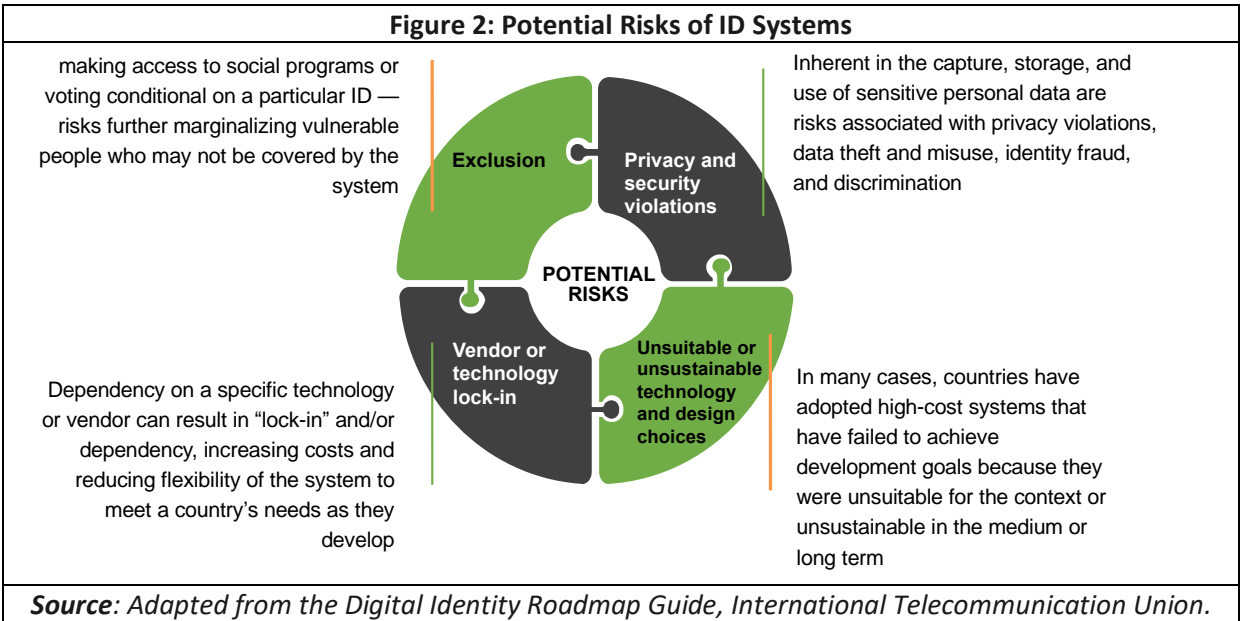 Figure 2: Potential Risks of ID Systems
making access to social programs or
voting conditional on a particular ID —
risks further marginalizing vulnerable
people who may not be covered by the
system
Exclusion
Privacy and
security
violations
Inherent in the capture, storage, and
use of sensitive personal data are
risks associated with privacy violations,
data theft and misuse, identity fraud,
and discrimination
POTENTIAL
RISKS
Dependency on a specific technology
or vendor can result in “lock-in” and/or
dependency, increasing costs and
reducing flexibility of the system to
meet a country’s needs as they
develop
Vendor or
technology
lock-in
Unsuitable or
unsustainable
technology
and design
choices
In many cases, countries have
adopted high-cost systems that
have failed to achieve
development goals because they
were unsuitable for the context or
unsustainable in the medium or
long term
Source: Adapted from the Digital Identity Roadmap Guide, International Telecommunication Union.